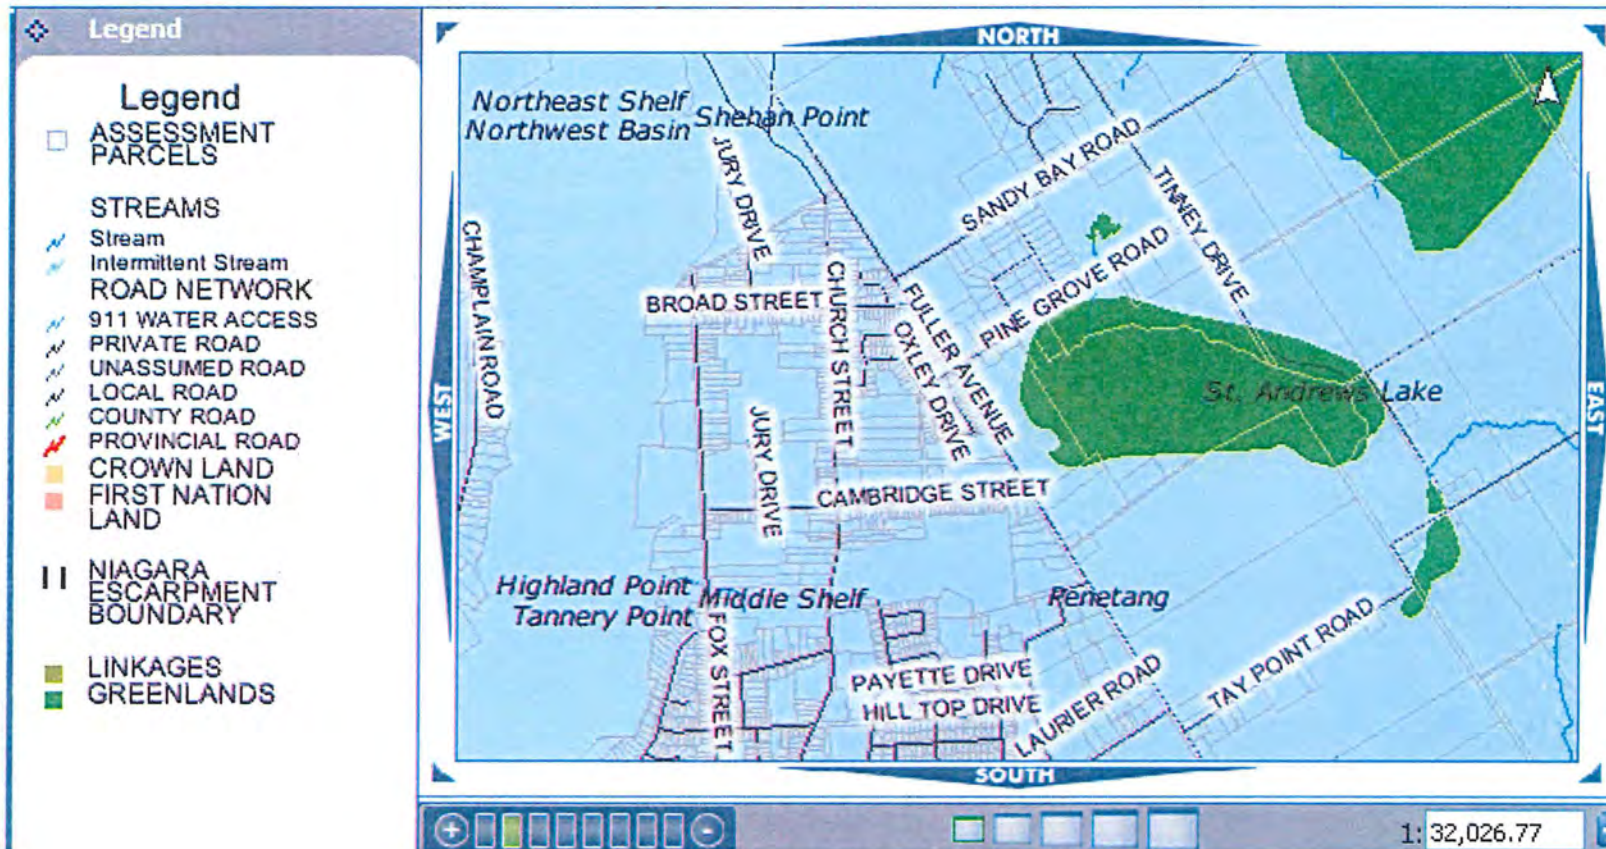 Legend
Legend
ASSESSMENT
PARCELS
STREAMS
Stream
Intermittent Stream
ROAD NETWORK
911 WATER ACCESS
PRIVATE ROAD
UNASSUMED ROAD
LOCAL ROAD
COUNTY ROAD
PROVINCIAL ROAD
CROWN LAND
FIRST NATION
LAND
NIAGARA
ESCARPMENT
BOUNDARY
LINKAGES
GREENLANDS
NORTH
Northeast Shelf
Northwest Basin
Shehan Point
JURY DRIVE
SANDY BAY ROAD
TINNEY DRIVE
CHAMPLAIN ROAD
CHURCH STREET
PINE GROVE ROAD
BROAD STREET
FULLER AVENUE
OXLEY DRIVE
WEST
EAST
St. Andrews Lake
JURY DRIVE
CAMBRIDGE STREET
Highland Point
Tannery Point
Middle Shelf
Penetang
FOX STREET
PAYETTE DRIVE
HILL TOP DRIVE
LAURIER ROAD
TAY POINT ROAD
SOUTH
1: 32,026.77